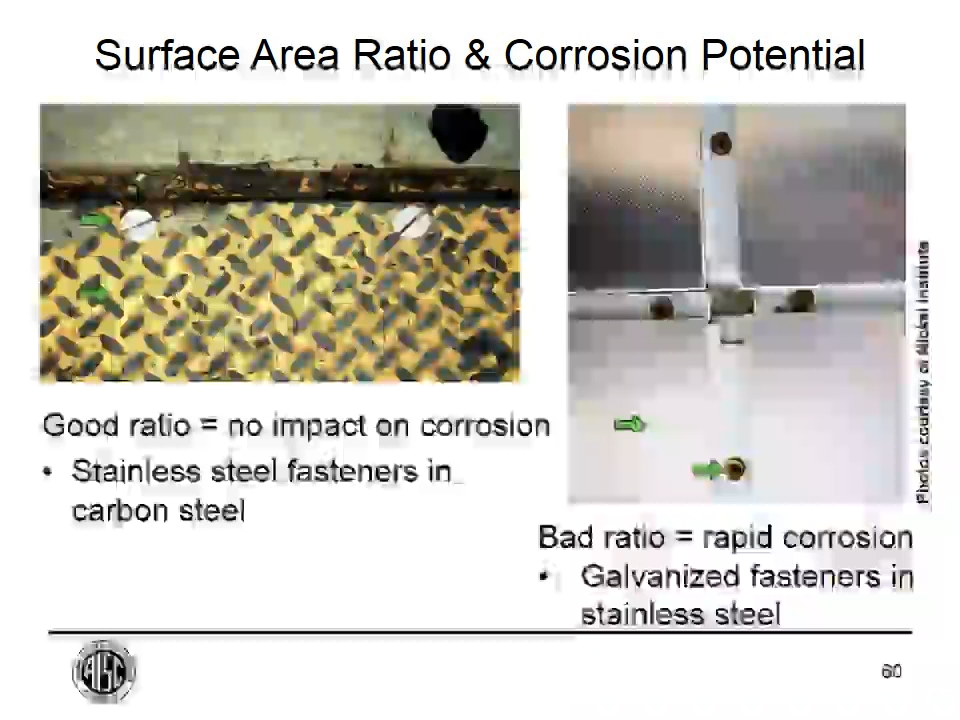 Surface Area Ratio & Corrosion Potential
Good ratio = no impact on corrosion
• Stainless steel fasteners in
carbon steel
Photos courtesy of Nickel Institute
Bad ratio = rapid corrosion
• Galvanized fasteners in
stainless steel
AISC
60